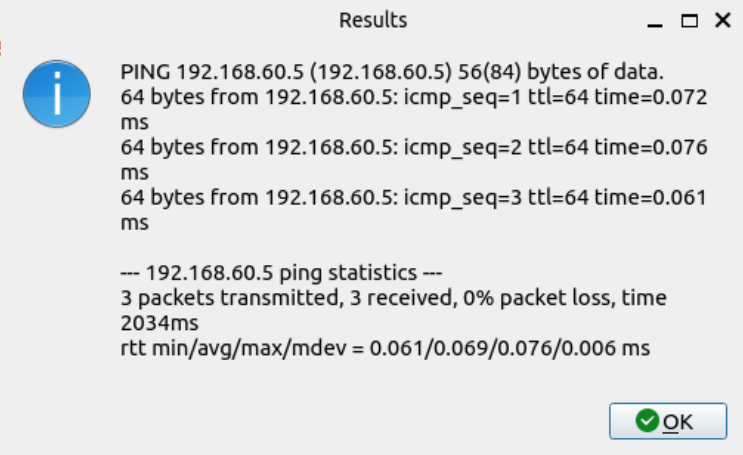 Results
PING 192.168.60.5 (192.168.60.5) 56(84) bytes of data.
64 bytes from 192.168.60.5: icmp_seq=1 ttl=64 time=0.072
ms
64 bytes from 192.168.60.5: icmp_seq=2 ttl=64 time=0.076
ms
64 bytes from 192.168.60.5: icmp_seq=3 ttl=64 time=0.061
ms
--- 192.168.60.5 ping statistics ---
3 packets transmitted, 3 received, 0% packet loss, time
2034ms
rtt min/avg/max/mdev = 0.061/0.069/0.076/0.006 ms
OK